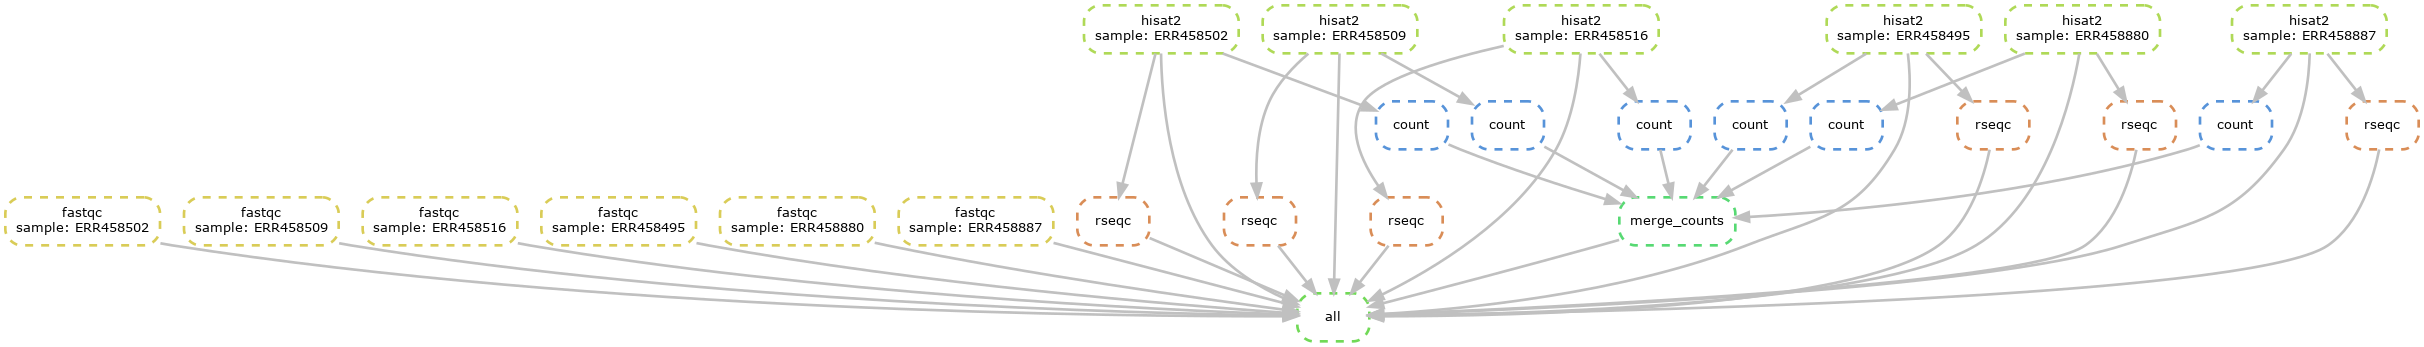 hisat2
sample: ERR458502
hisat2
sample: ERR458509
hisat2
sample: ERR458516
hisat2
sample: ERR458495
hisat2
sample: ERR458880
hisat2
sample: ERR458887
count
count
count
count
count
rseqc
rseqc
count
rseqc
fastqc
sample: ERR458502
fastqc
sample: ERR458509
fastqc
sample: ERR458516
fastqc
sample: ERR458495
fastqc
sample: ERR458880
fastqc
sample: ERR458887
rseqc
rseqc
rseqc
merge_counts
all